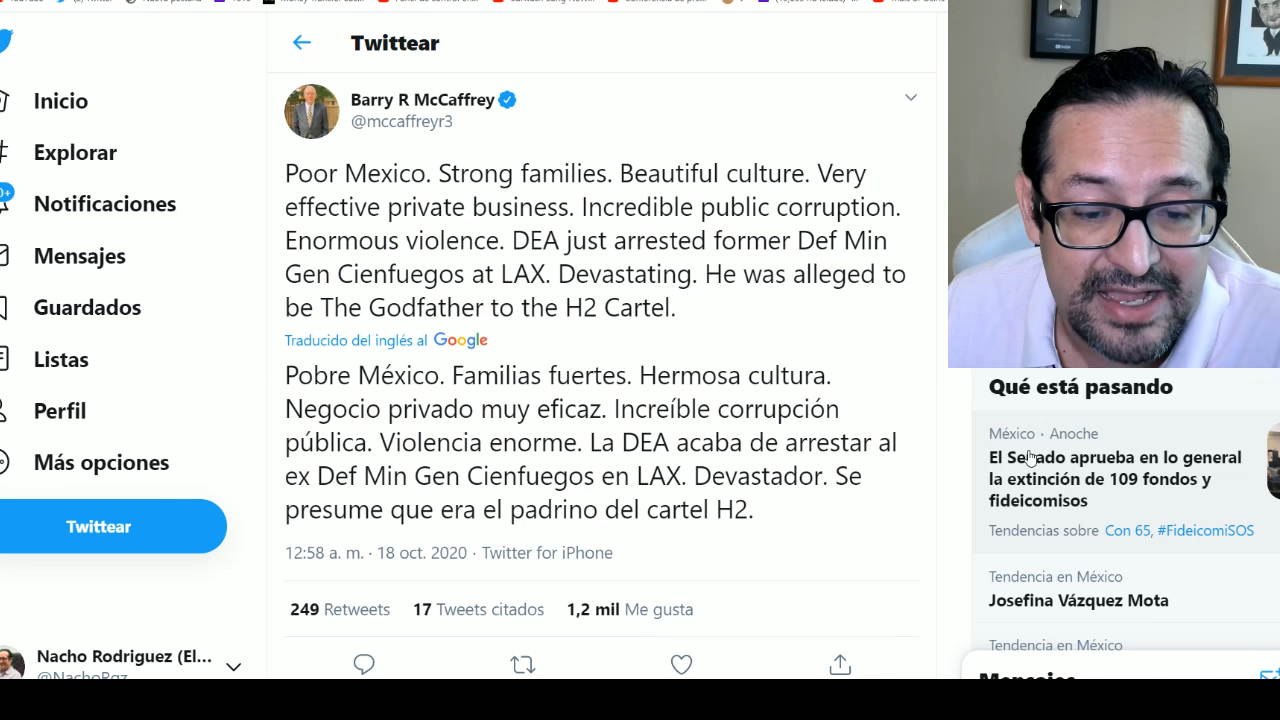 Twittear
Inicio
Explorar
Notificaciones
Mensajes
Guardados
Listas
Perfil
Más opciones
Twittear
Nacho Rodriguez (El...
@NachoRgz
Barry R McCaffrey
@mccaffreyr3
Poor Mexico. Strong families. Beautiful culture. Very
effective private business. Incredible public corruption.
Enormous violence. DEA just arrested former Def Min
Gen Cienfuegos at LAX. Devastating. He was alleged to
be The Godfather to the H2 Cartel.
Traducido del inglés al Google
Pobre México. Familias fuertes. Hermosa cultura.
Negocio privado muy eficaz. Increíble corrupción
pública. Violencia enorme. La DEA acaba de arrestar al
ex Def Min Gen Cienfuegos en LAX. Devastador. Se
presume que era el padrino del cartel H2.
12:58 a. m. · 18 oct. 2020 · Twitter for iPhone
249 Retweets 17 Tweets citados 1,2 mil Me gusta
Qué está pasando
México · Anoche
El Senado aprueba en lo general
la extinción de 109 fondos y
fideicomisos
Tendencias sobre Con 65, #FideicomiSOS
Tendencia en México
Josefina Vázquez Mota
Tendencia en México
Mensajes